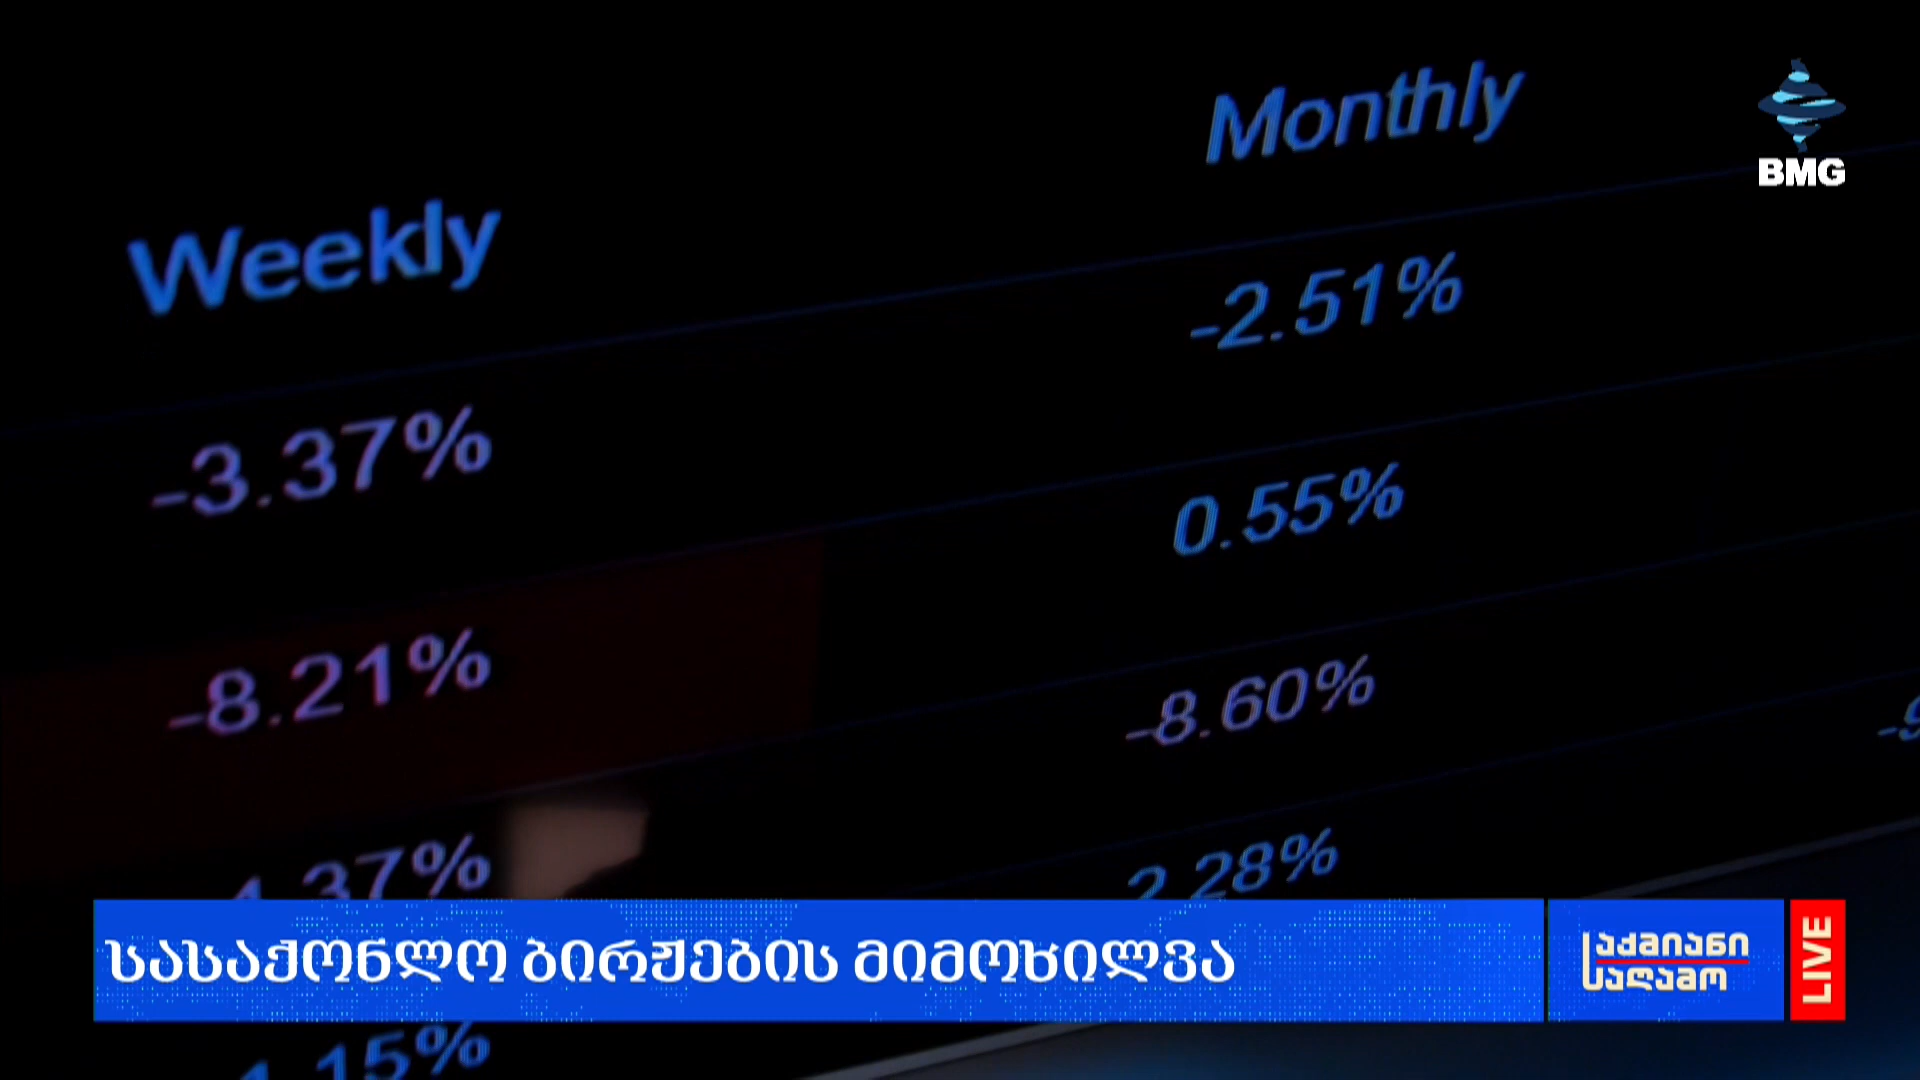 Monthly
BMG
Weekly
-2.51%
-3.37%
0.55%
-8.21%
-8.60%
2.28%
სასაქონლო ბირჟების მიმოხილვა
საქმიანი
საღამო
LIVE